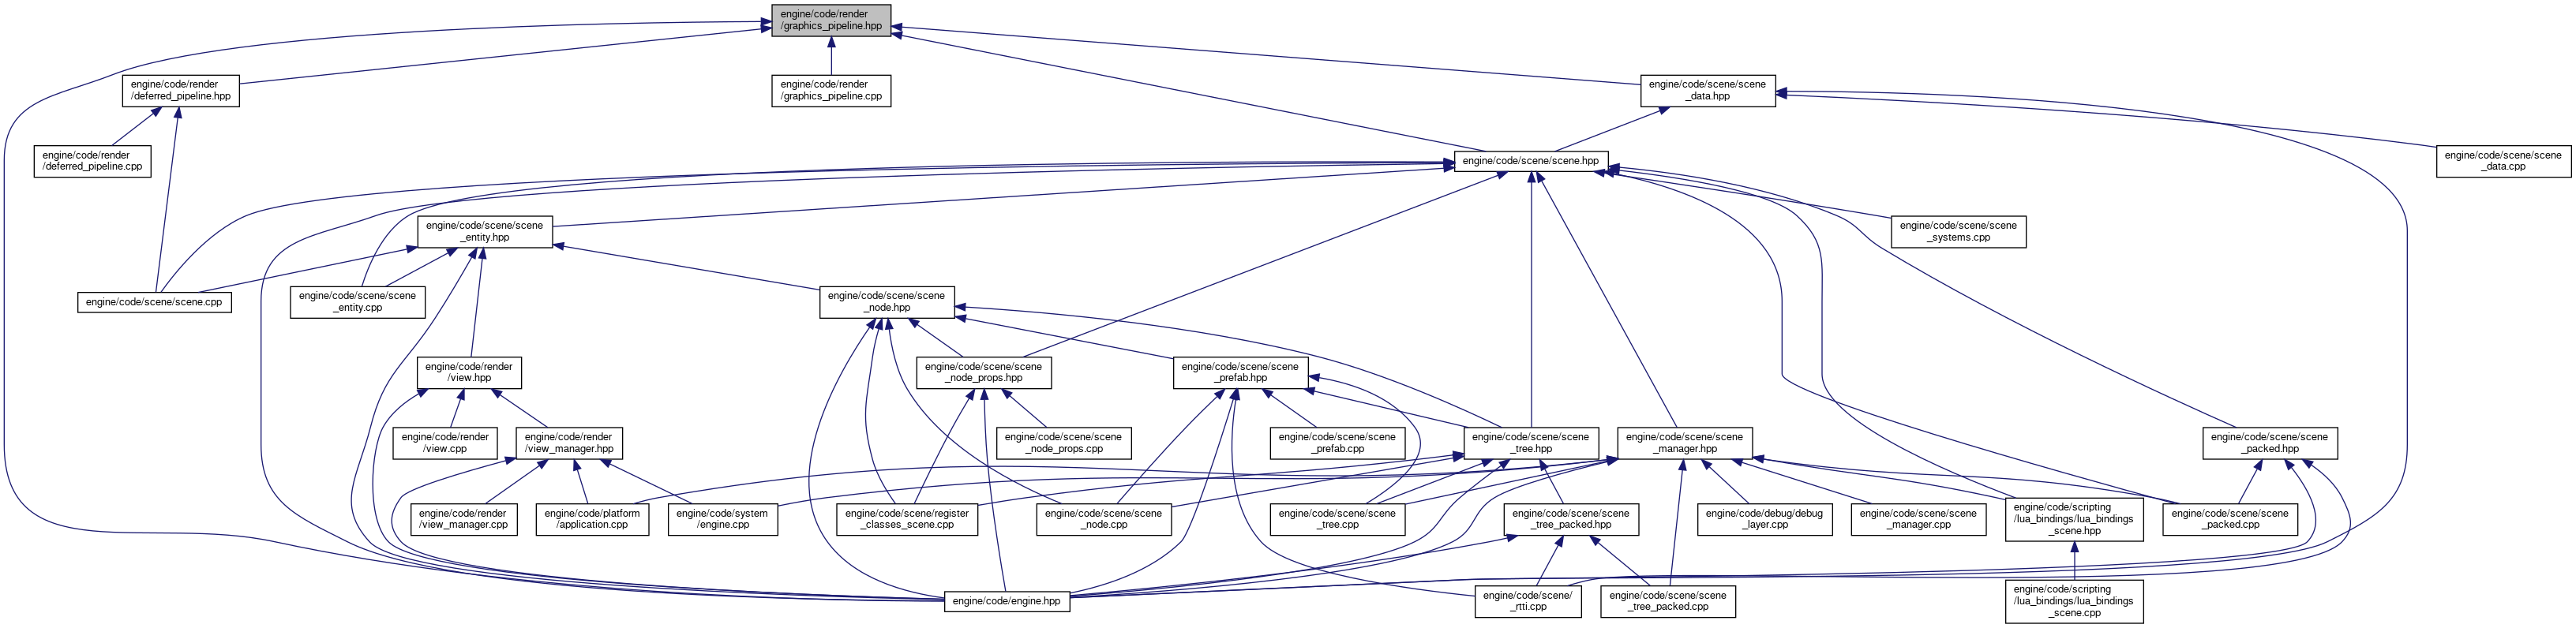 engine/code/render
/graphics_pipeline.hpp
engine/code/render
/deferred_pipeline.hpp
engine/code/render
/graphics_pipeline.cpp
engine/code/scene/scene
_data.hpp
engine/code/render
/deferred_pipeline.cpp
engine/code/scene/scene.hpp
engine/code/scene/scene
_data.cpp
engine/code/scene/scene
_entity.hpp
engine/code/scene/scene
_systems.cpp
engine/code/scene/scene.cpp
engine/code/scene/scene
_entity.cpp
engine/code/scene/scene
_node.hpp
engine/code/render
/view.hpp
engine/code/scene/scene
_node_props.hpp
engine/code/scene/scene
_prefab.hpp
engine/code/render
/view.cpp
engine/code/render
/view_manager.hpp
engine/code/scene/scene
_node_props.cpp
engine/code/scene/scene
_prefab.cpp
engine/code/scene/scene
_tree.hpp
engine/code/scene/scene
_manager.hpp
engine/code/scene/scene
_packed.hpp
engine/code/render
/view_manager.cpp
engine/code/platform
/application.cpp
engine/code/system
/engine.cpp
engine/code/scene/register
_classes_scene.cpp
engine/code/scene/scene
_node.cpp
engine/code/scene/scene
_tree.cpp
engine/code/scene/scene
_tree_packed.hpp
engine/code/debug/debug
_layer.cpp
engine/code/scene/scene
_manager.cpp
engine/code/scripting
/lua_bindings/lua_bindings
_scene.hpp
engine/code/scene/scene
_packed.cpp
engine/code/engine.hpp
engine/code/scene/
_rtti.cpp
engine/code/scene/scene
_tree_packed.cpp
engine/code/scripting
/lua_bindings/lua_bindings
_scene.cpp